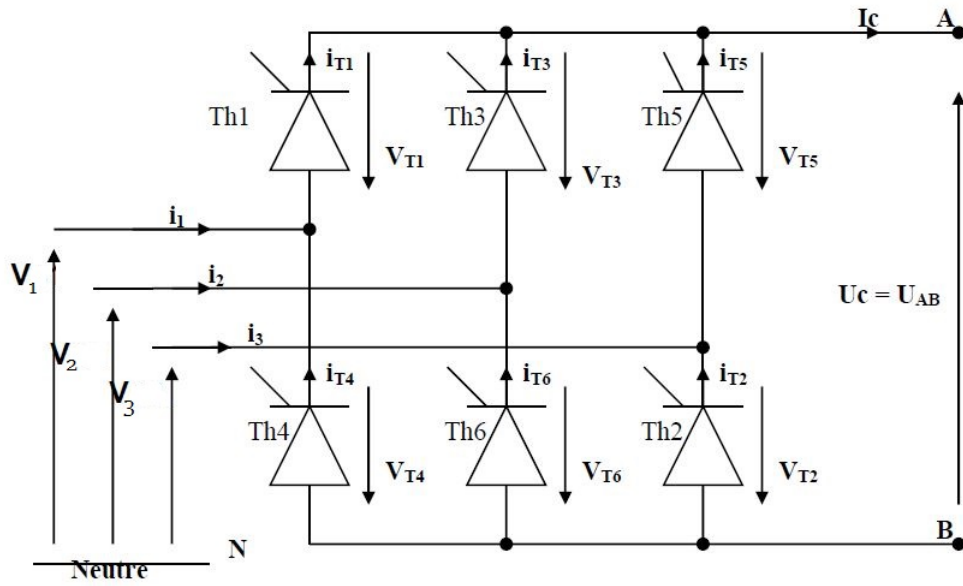 Ic A
iT1 iT3 iT5
Th1 Th3 Th5
VT1 VT3 VT5
i1
V1 i2 Uc = UAB
V2 i3
V3 iT4 iT6 iT2
Th4 Th6 Th2
VT4 VT6 VT2
N B
Neutre